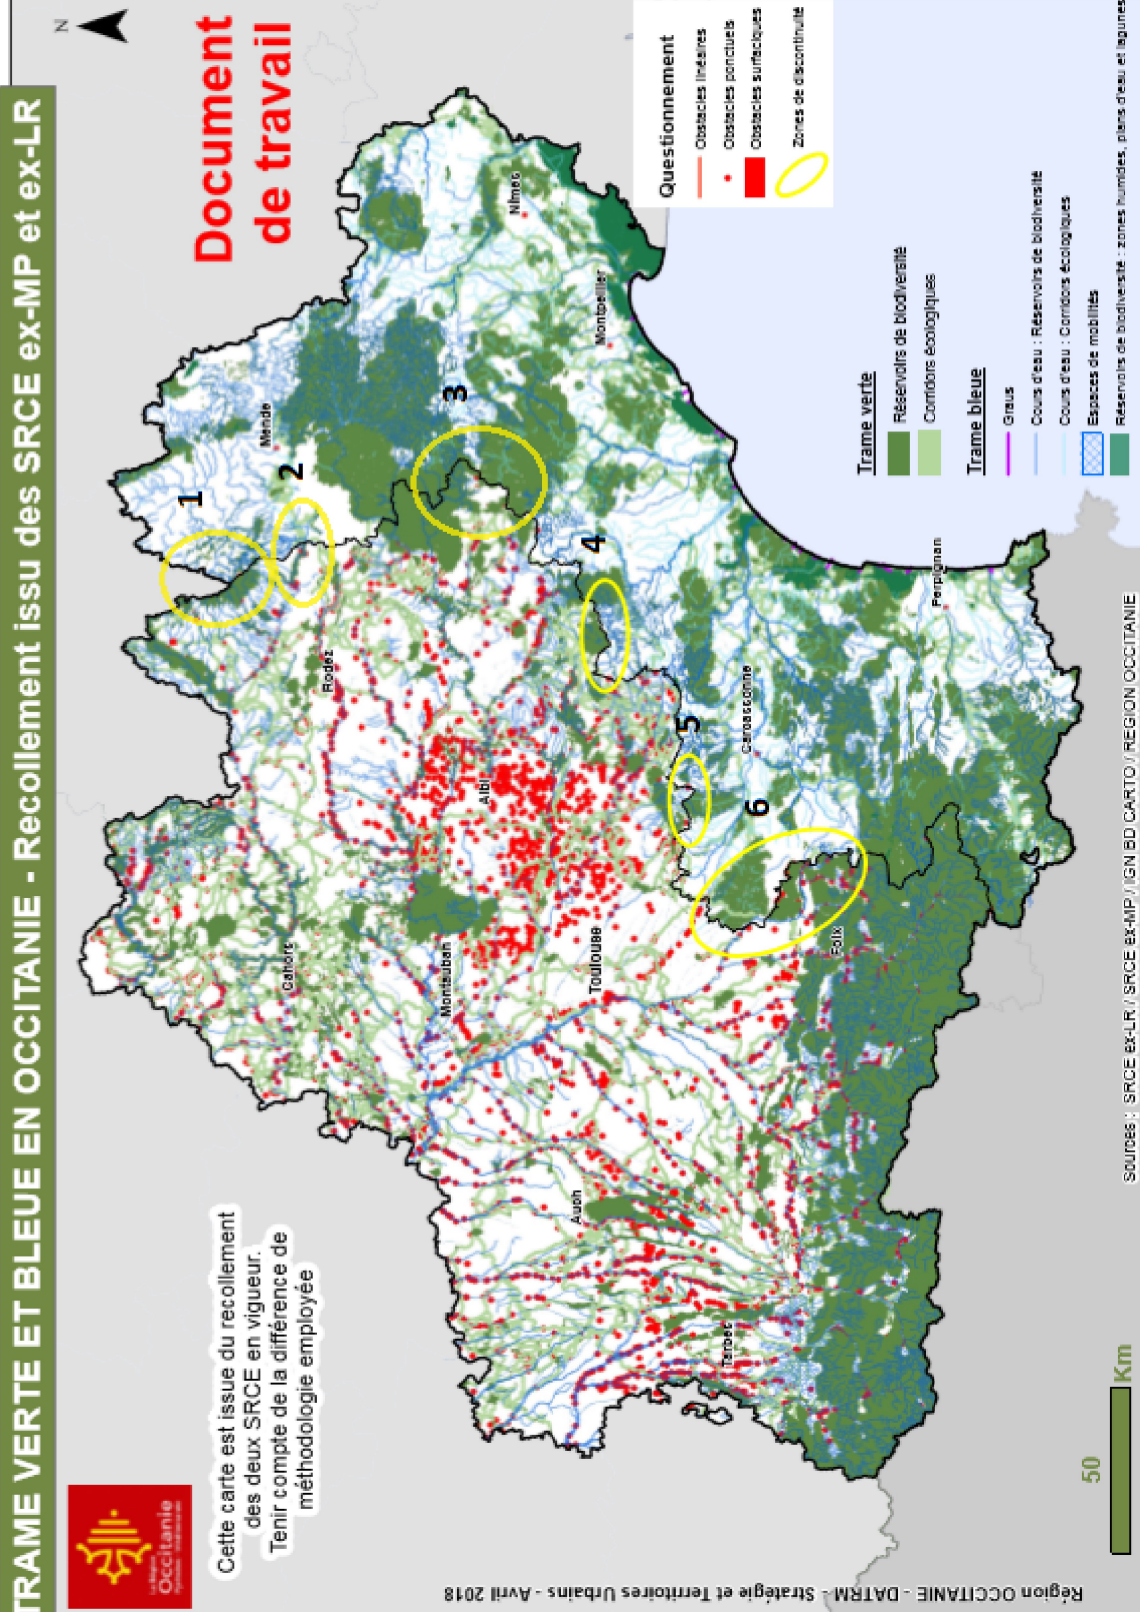 TRAME VERTE ET BLEUE EN OCCITANIE - Recollement issu des SRCE ex-MP et ex-LR
La Région
Occitanie
Cette carte est issue du recollement
des deux SRCE en vigueur.
Tenir compte de la différence de
méthodologie employée
Document
de travail
N
1
2
3
4
5
6
Mende
Rodez
Cahors
Albi
Montauban
Toulouse
Auch
Tarbes
Foix
Carcassonne
Perpignan
Montpellier
Nîmes
Questionnement
Obstacles linéaires
Obstacles ponctuels
Obstacles surfaciques
Zones de discontinuité
Trame verte
Réservoirs de biodiversité
Corridors écologiques
Trame bleue
Graus
Cours d'eau : Réservoirs de biodiversité
Cours d'eau : Corridors écologiques
Espaces de mobilités
Réservoirs de biodiversité : zones humides, plans d'eau et lagunes
50
Km
Sources : SRCE ex-LR / SRCE ex-MP / IGN BD CARTO / REGION OCCITANIE
Région OCCITANIE - DATRM - Stratégie et Territoires Urbains - Avril 2018